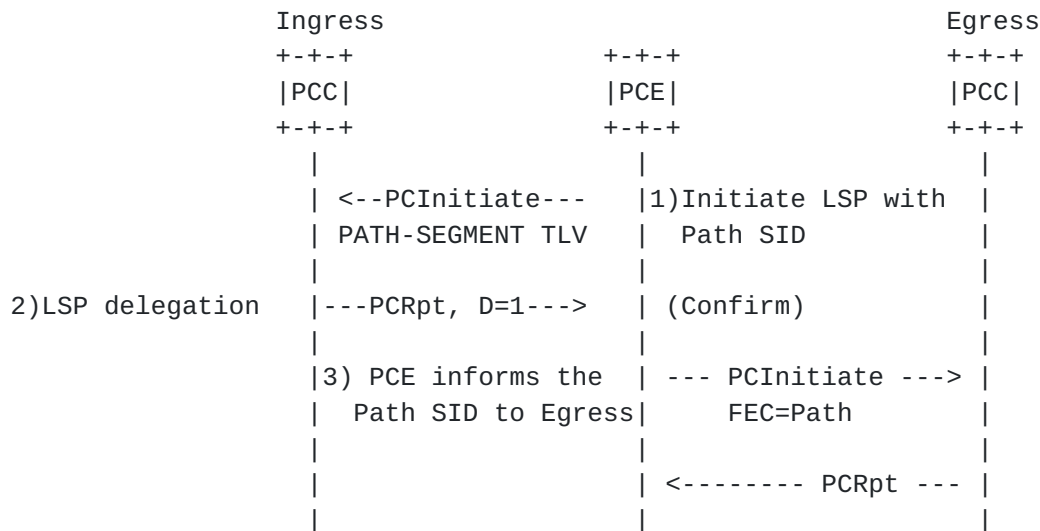 Ingress                                  Egress
                 +-+-+                +-+-+                +-+-+
                 |PCC|                |PCE|                |PCC|
                 +-+-+                +-+-+                +-+-+
                   |                    |                    |
                   | <--PCInitiate---   |1)Initiate LSP with |
                   | PATH-SEGMENT TLV   |  Path SID          |
                   |                    |                    |
2)LSP delegation   |---PCRpt, D=1--->   | (Confirm)          |
                   |                    |                    |
                   |3) PCE informs the  | --- PCInitiate ---> |
                   |  Path SID to Egress|     FEC=Path       |
                   |                    |                    |
                   |                    | <-------- PCRpt --- |
                   |                    |                    |